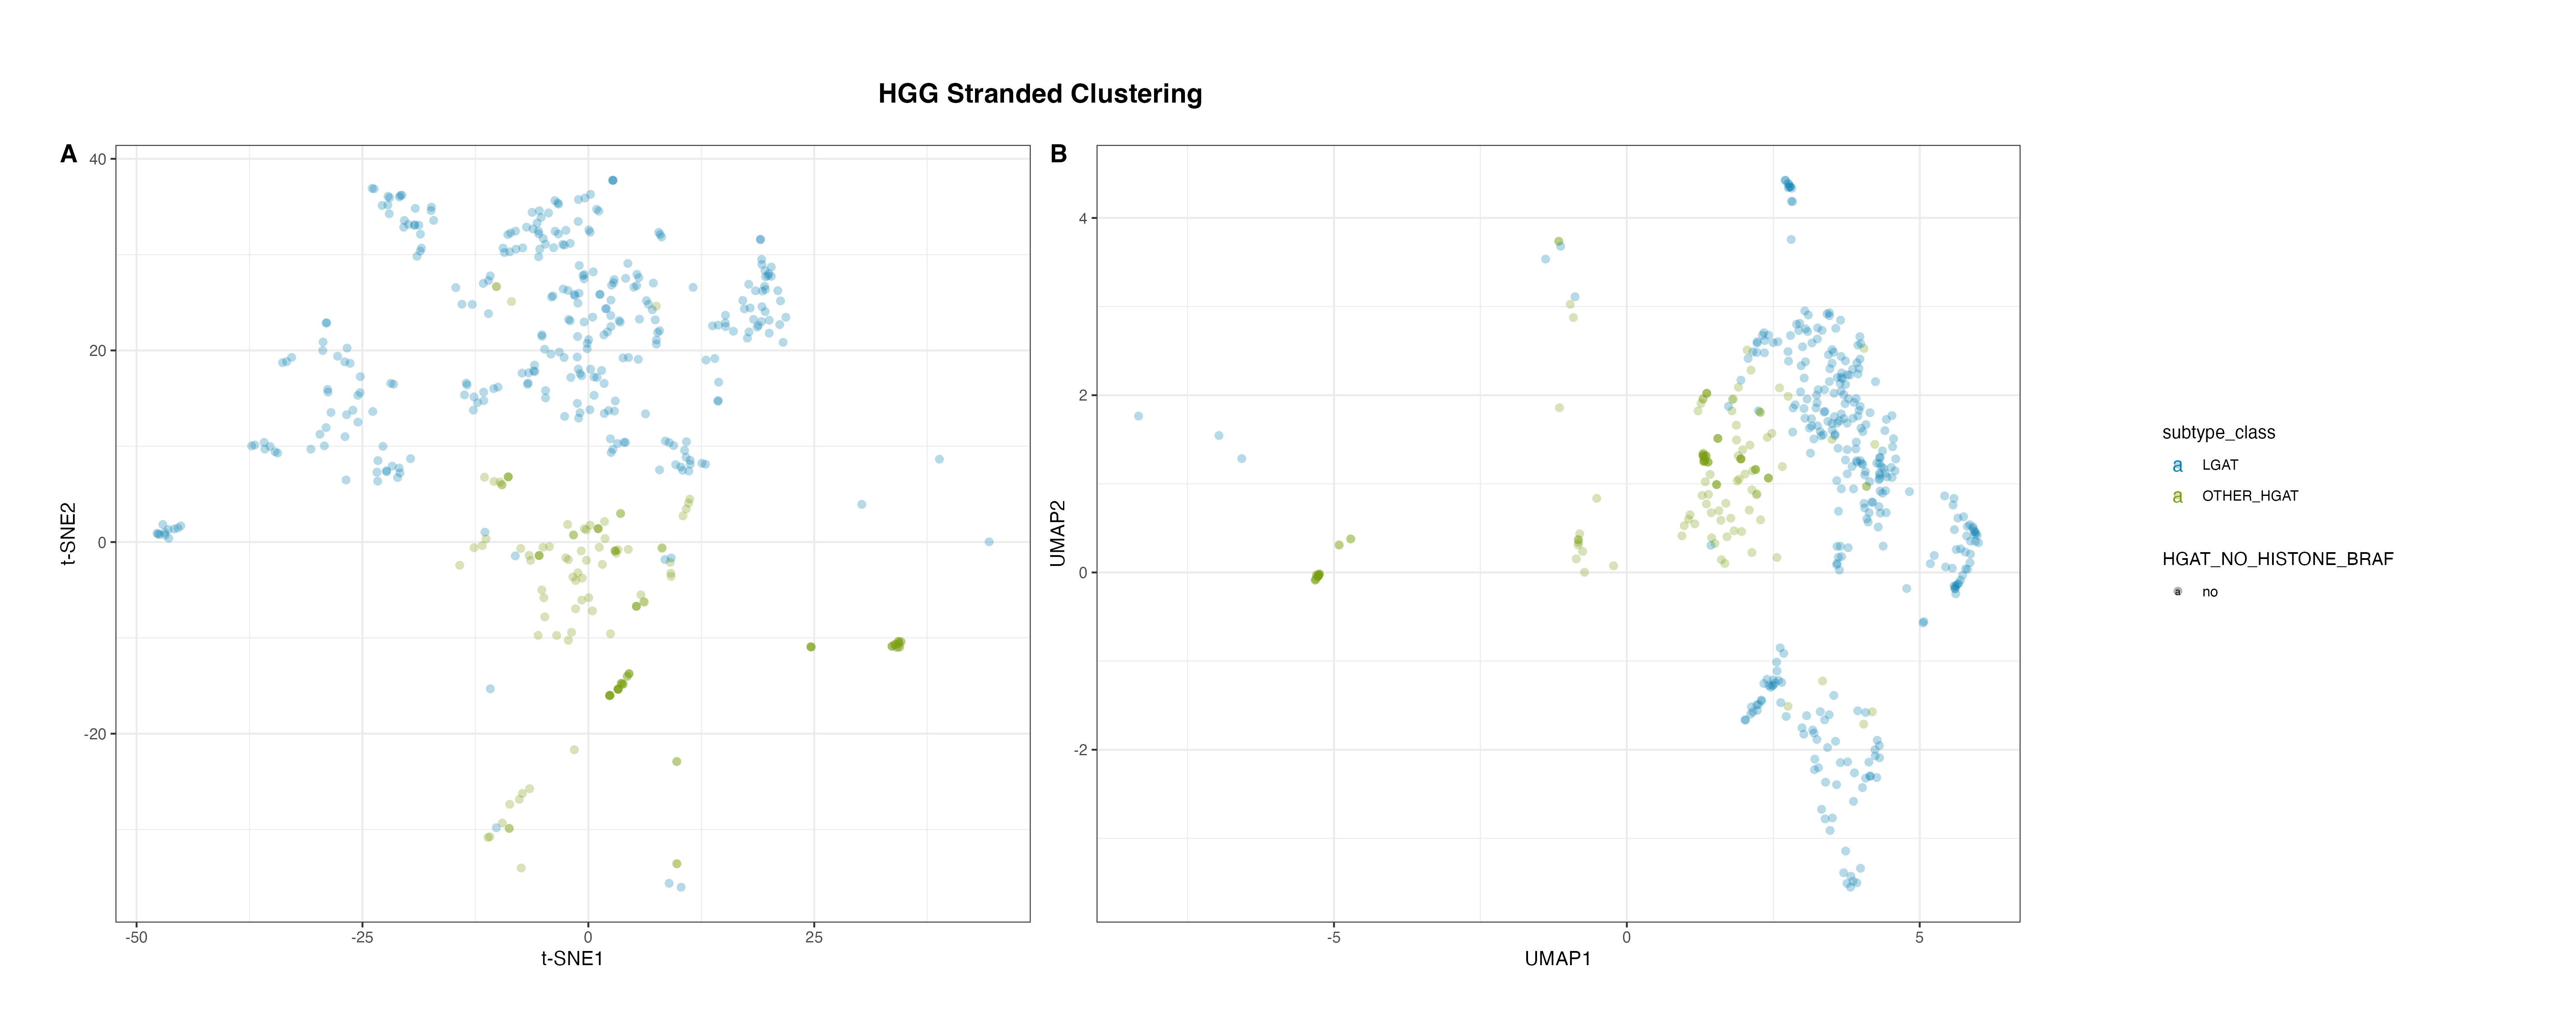 HGG Stranded Clustering
A
40
20
0
-20
-50
-25
0
25
t-SNE1
t-SNE2
B
4
2
0
-2
-5
0
5
UMAP1
UMAP2
subtype_class
a LGAT
a OTHER_HGAT
HGAT_NO_HISTONE_BRAF
a no